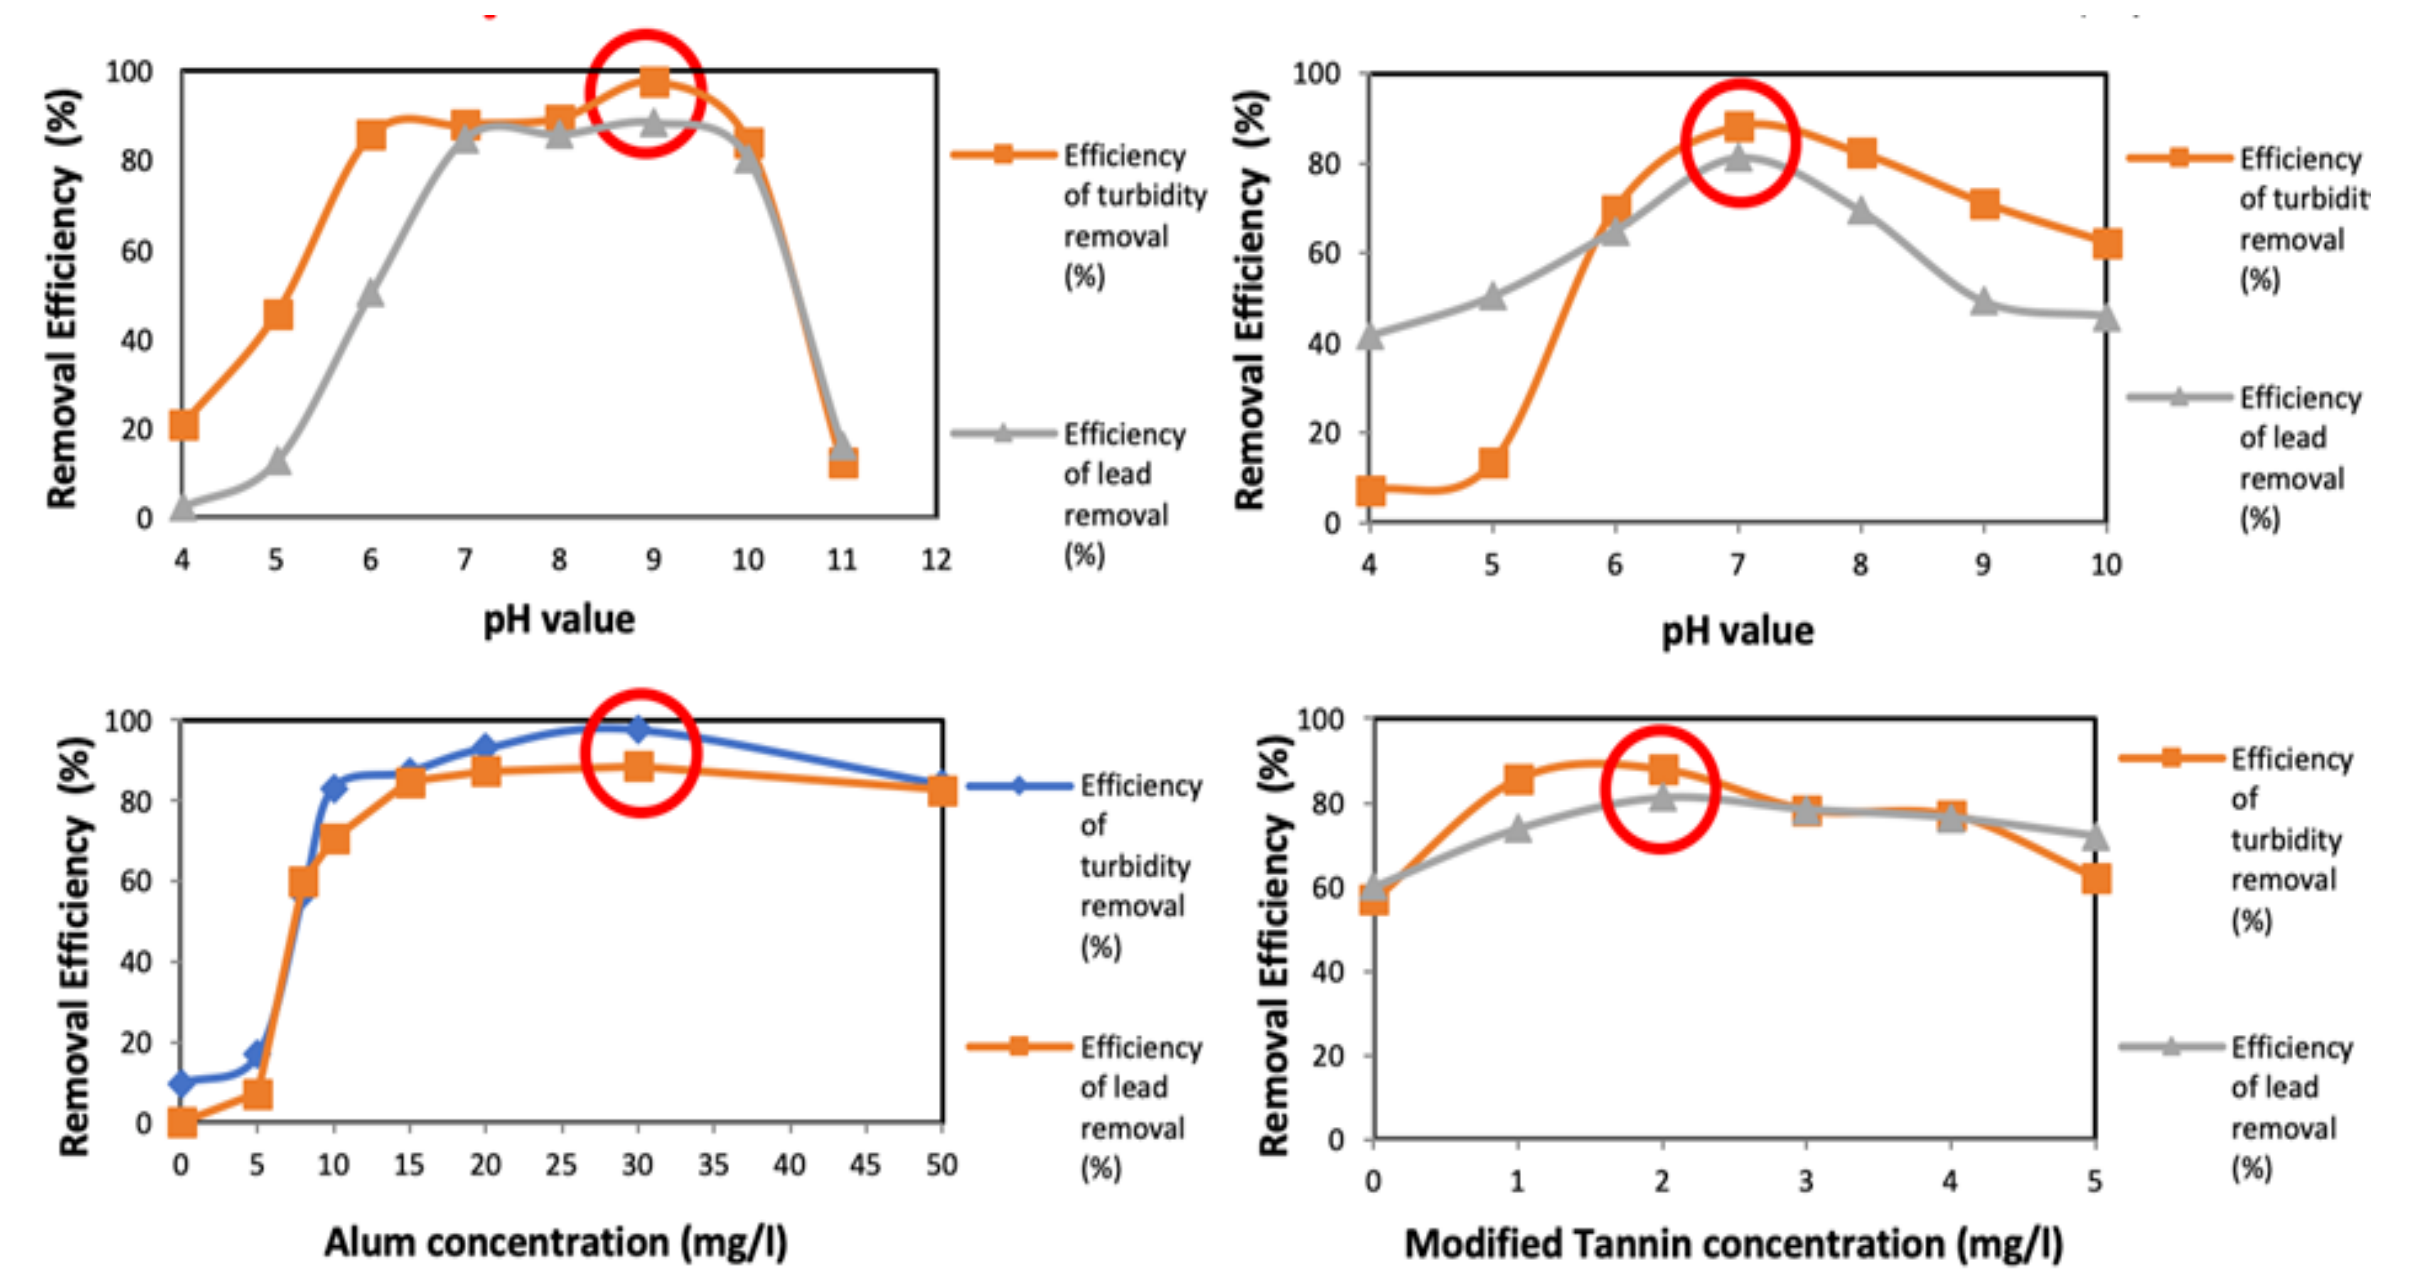 100
80
60
40
20
0
Removal Efficiency (%)
4 5 6 7 8 9 10 11 12
pH value
Efficiency
of turbidity
removal
(%)
Efficiency
of lead
removal
(%)
100
80
60
40
20
0
Removal Efficiency (%)
4 5 6 7 8 9 10
pH value
Efficiency
of turbidit
removal
(%)
Efficiency
of lead
removal
(%)
100
80
60
40
20
0
Removal Efficiency (%)
0 5 10 15 20 25 30 35 40 45 50
Alum concentration (mg/l)
Efficiency
of
turbidity
removal
(%)
Efficiency
of lead
removal
(%)
100
80
60
40
20
0
Removal Efficiency (%)
0 1 2 3 4 5
Modified Tannin concentration (mg/l)
Efficiency
of
turbidity
removal
(%)
Efficiency
of lead
removal
(%)